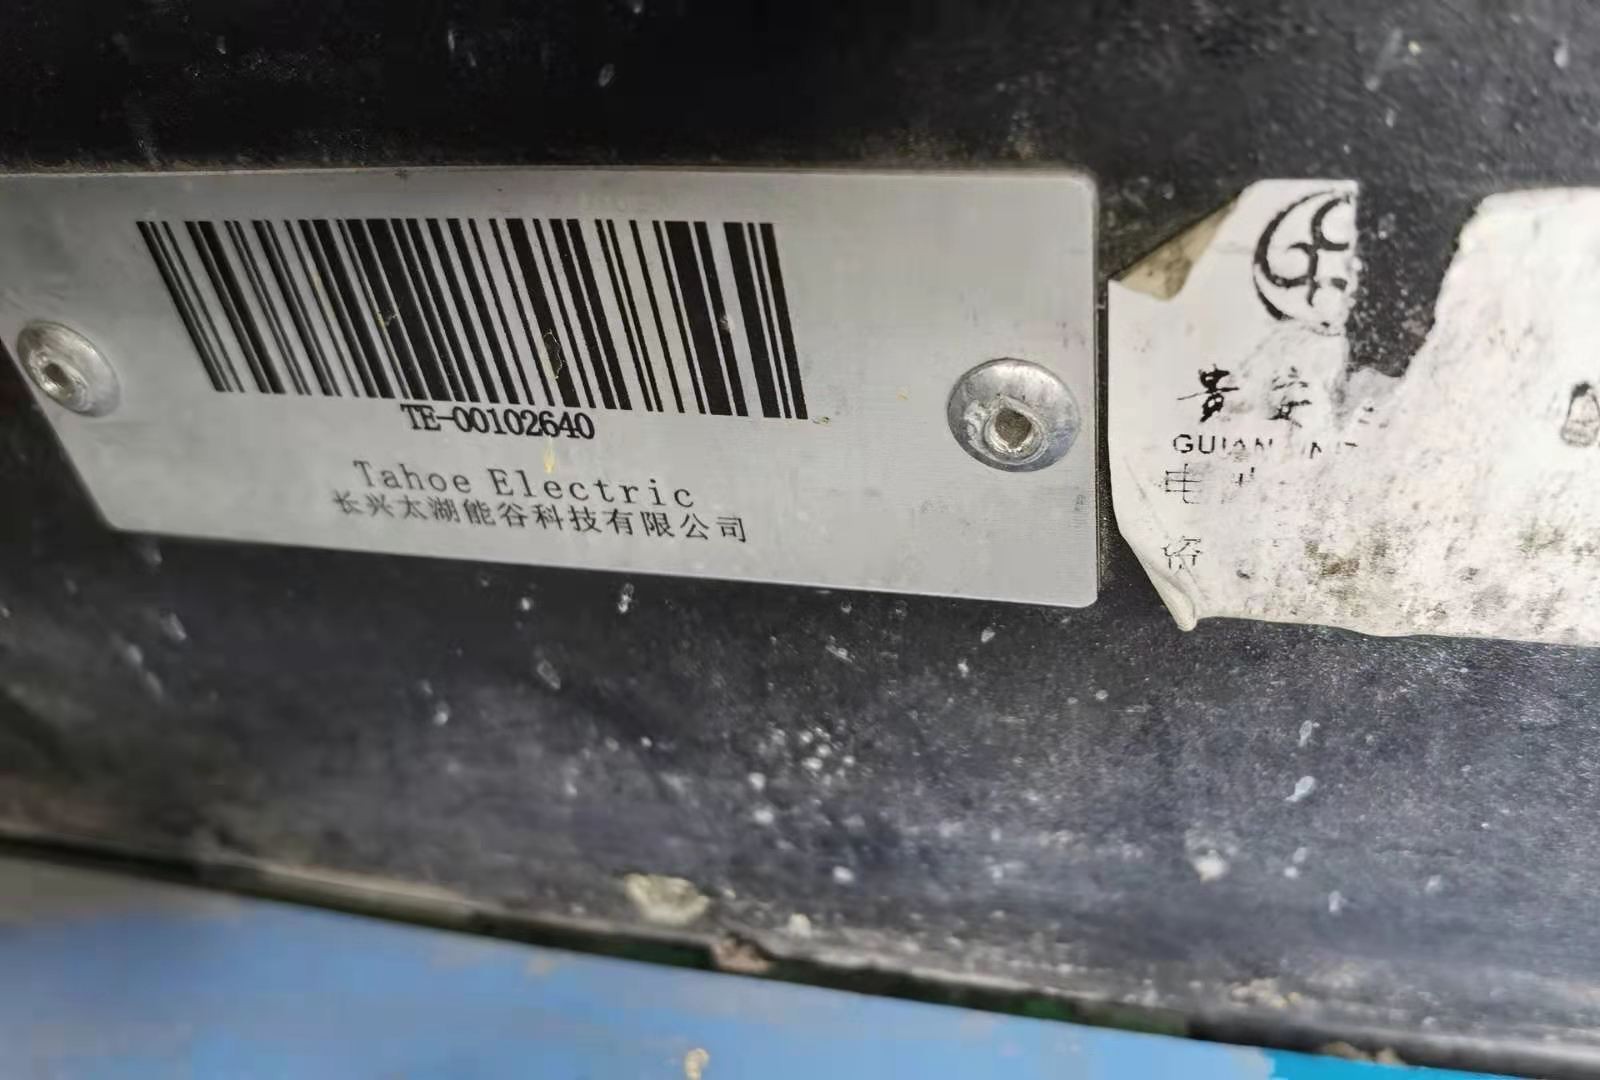 TE-00102640
Tahoe Electric
长兴太湖能谷科技有限公司
贵安
GUIAN
电